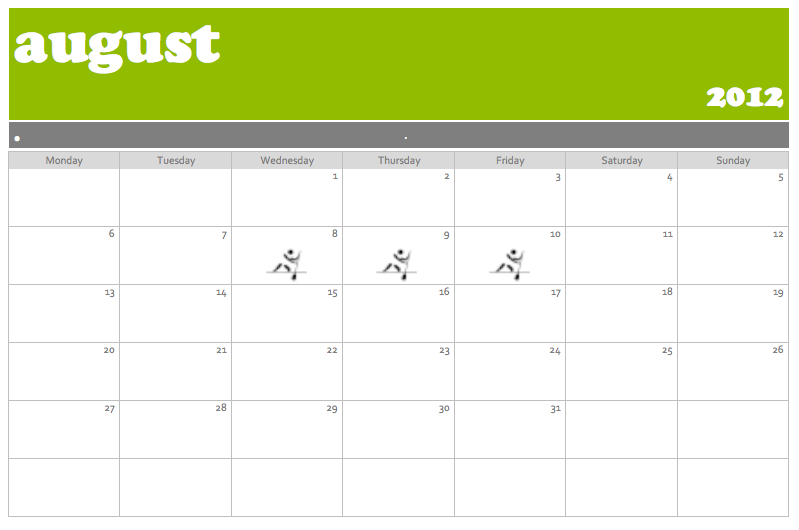 august
2012
Monday Tuesday Wednesday Thursday Friday Saturday Sunday
1 2 3 4 5
6 7 8 9 10 11 12
13 14 15 16 17 18 19
20 21 22 23 24 25 26
27 28 29 30 31